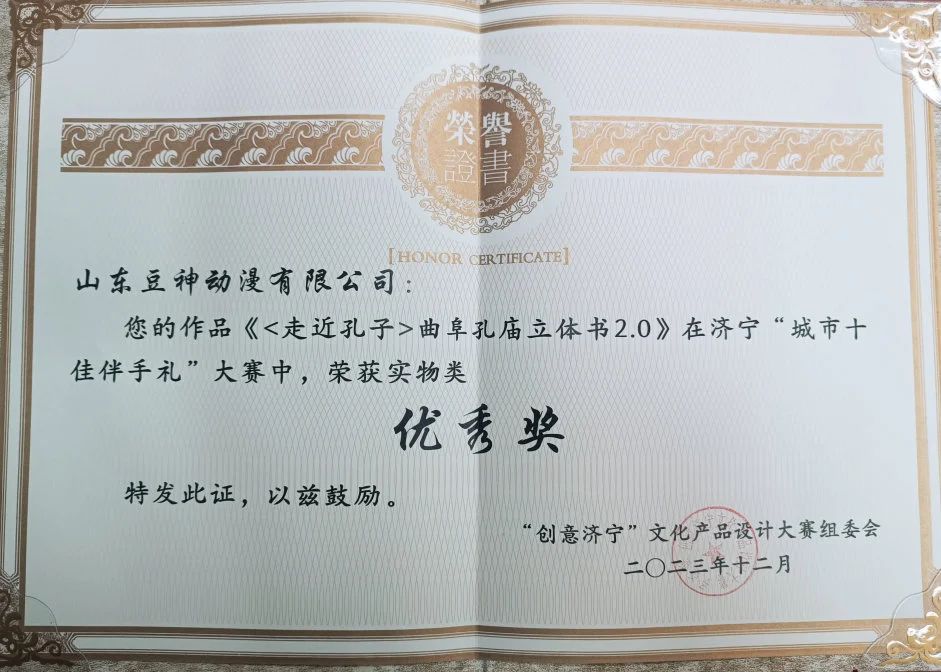 榮譽
證書
[HONOR CERTIFICATE]
山东豆神动漫有限公司：
您的作品《<走近孔子>曲阜孔庙立体书2.0》在济宁“城市十
佳伴手礼”大赛中，荣获实物类
优秀奖
特发此证，以兹鼓励。
“创意济宁”文化产品设计大赛组委会
二〇二三年十二月